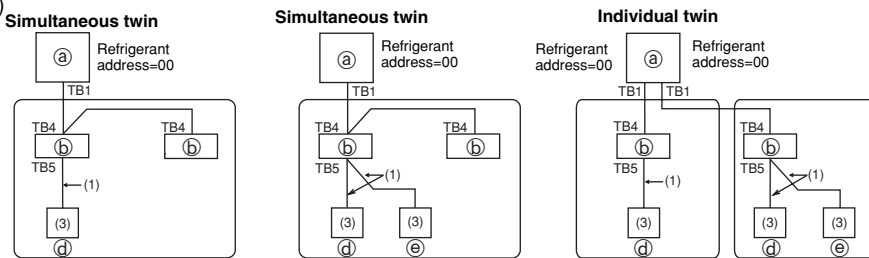 )
Simultaneous twin
ⓐ
Refrigerant
address=00
TB1
TB4
TB4
ⓑ
ⓑ
TB5
(1)
(3)
ⓓ
Simultaneous twin
ⓐ
Refrigerant
address=00
TB1
TB4
TB4
ⓑ
ⓑ
TB5
(1)
(3)
(3)
ⓓ
ⓔ
Individual twin
Refrigerant
address=00
ⓐ
Refrigerant
address=00
TB1
TB1
TB4
ⓑ
TB5
(1)
(3)
ⓓ
TB4
ⓑ
TB5
(1)
(3)
(3)
ⓓ
ⓔ